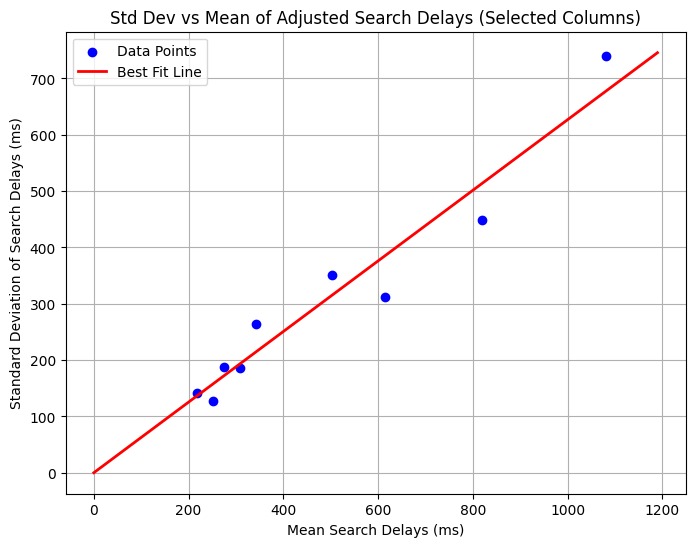 Std Dev vs Mean of Adjusted Search Delays (Selected Columns)
Data Points
Best Fit Line
Standard Deviation of Search Delays (ms)
700
600
500
400
300
200
100
0
0 200 400 600 800 1000 1200
Mean Search Delays (ms)